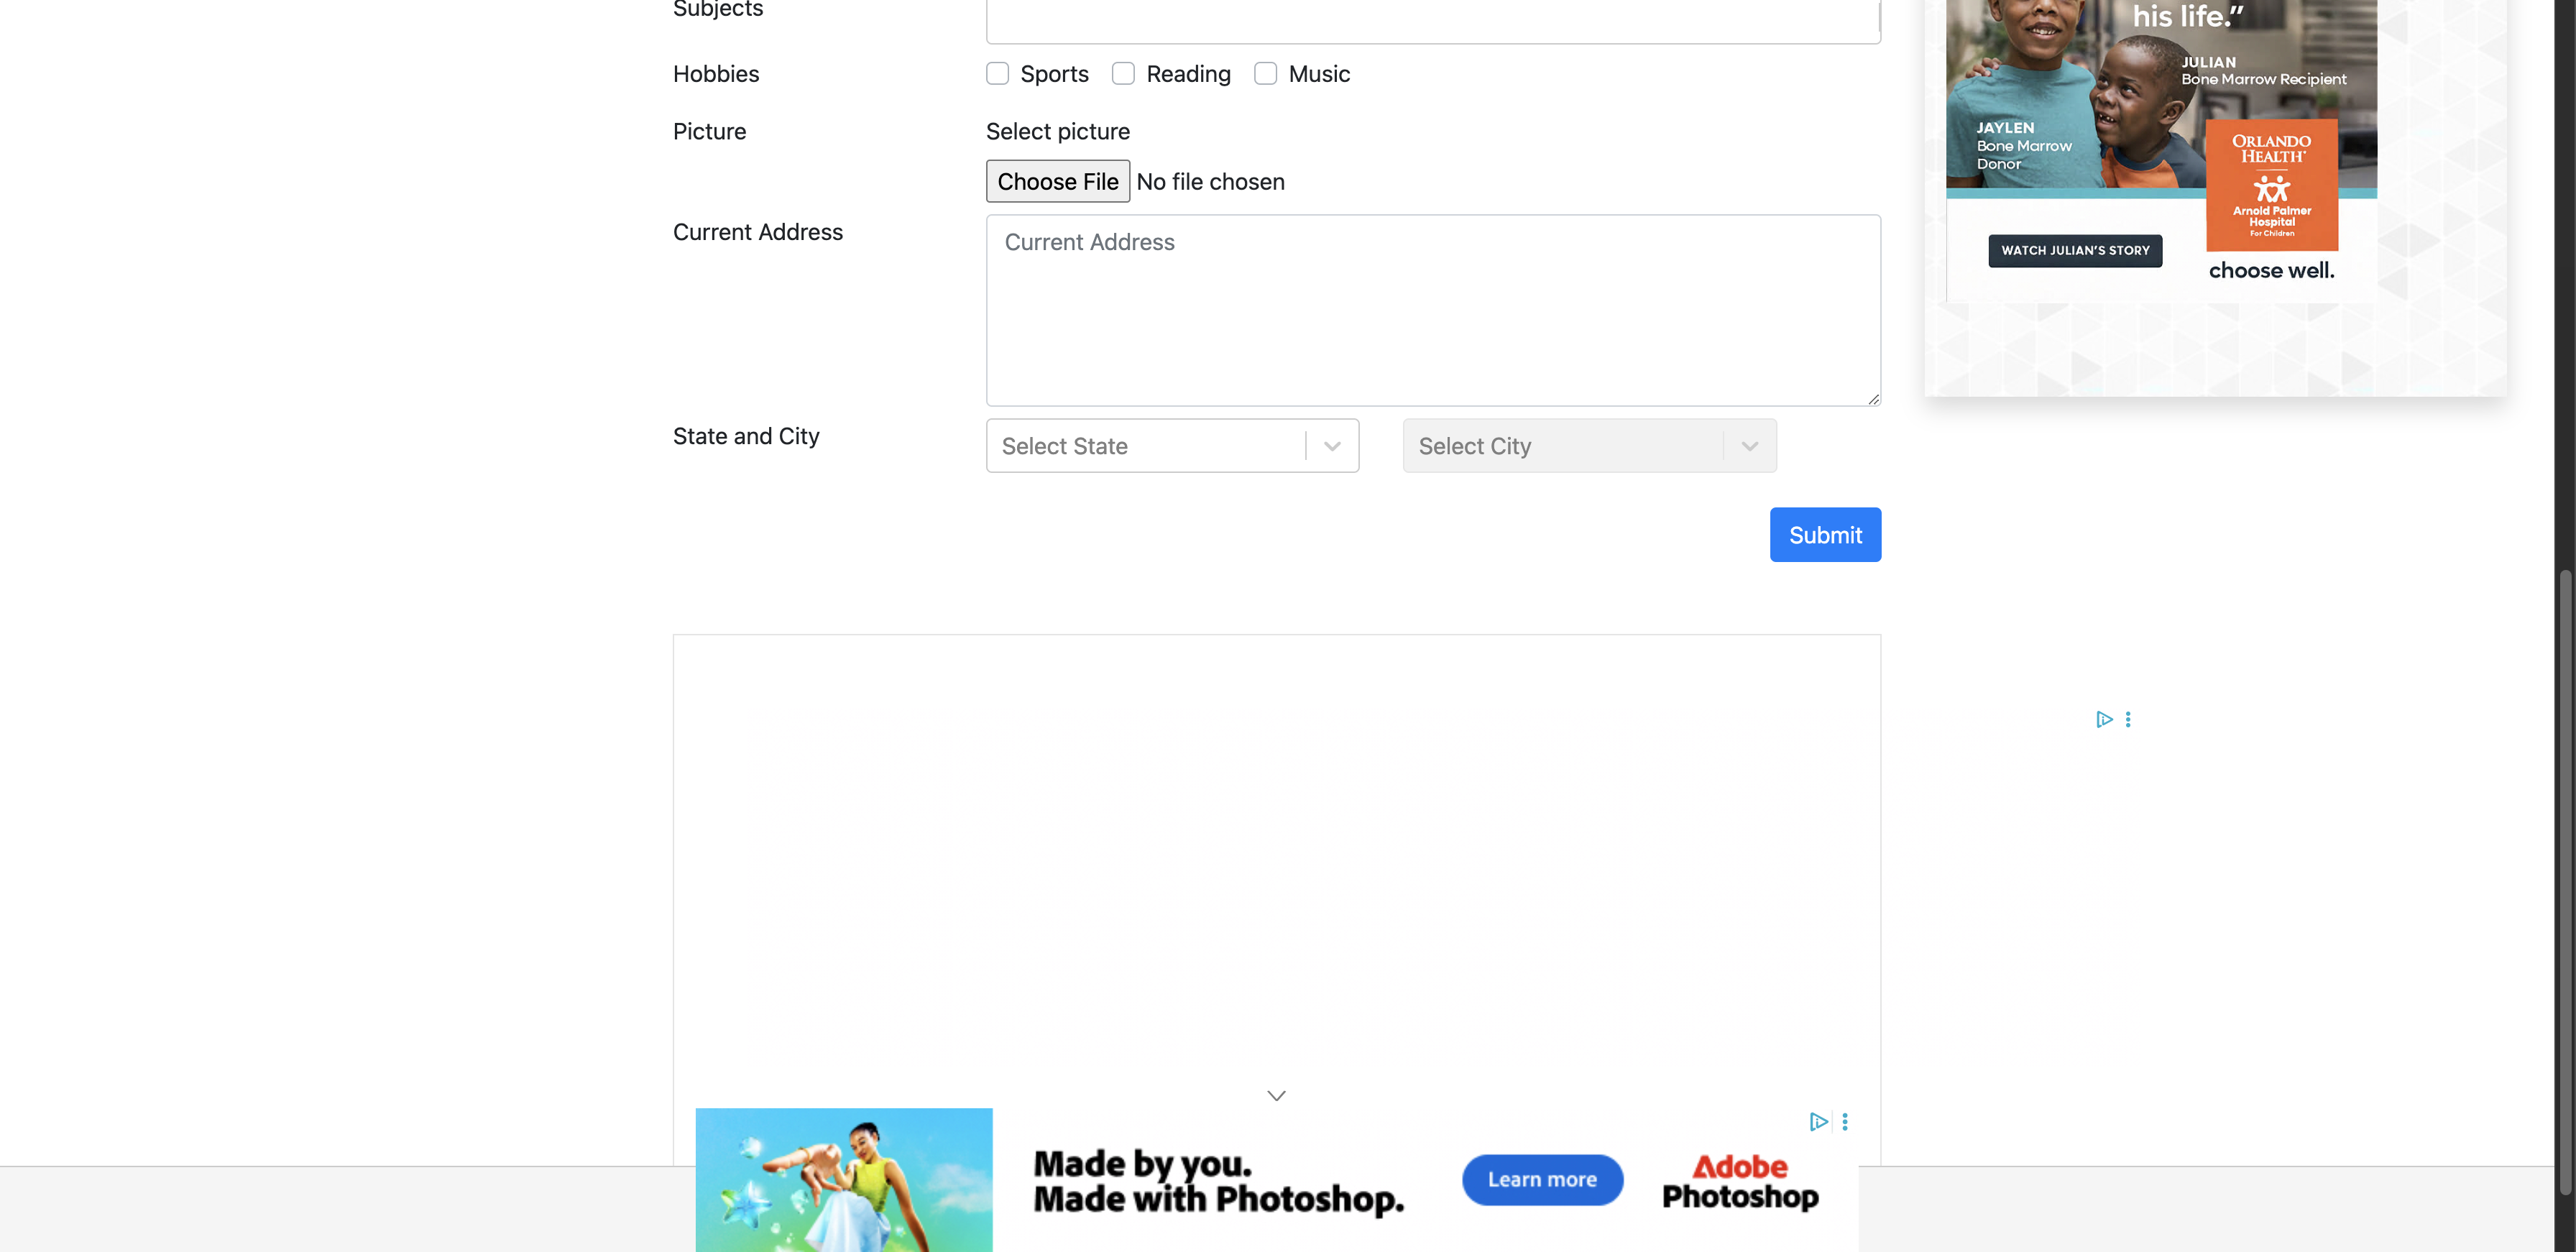 Subjects
Hobbies
Sports Reading Music
Picture
Select picture
Choose File No file chosen
Current Address
Current Address
State and City
Select State
Select City
Submit
his life.”
JULIAN
Bone Marrow Recipient
JAYLEN
Bone Marrow
Donor
ORLANDO
HEALTH®
Arnold Palmer
Hospital
For Children
WATCH JULIAN’S STORY
choose well.
Made by you.
Made with Photoshop.
Learn more
Adobe
Photoshop